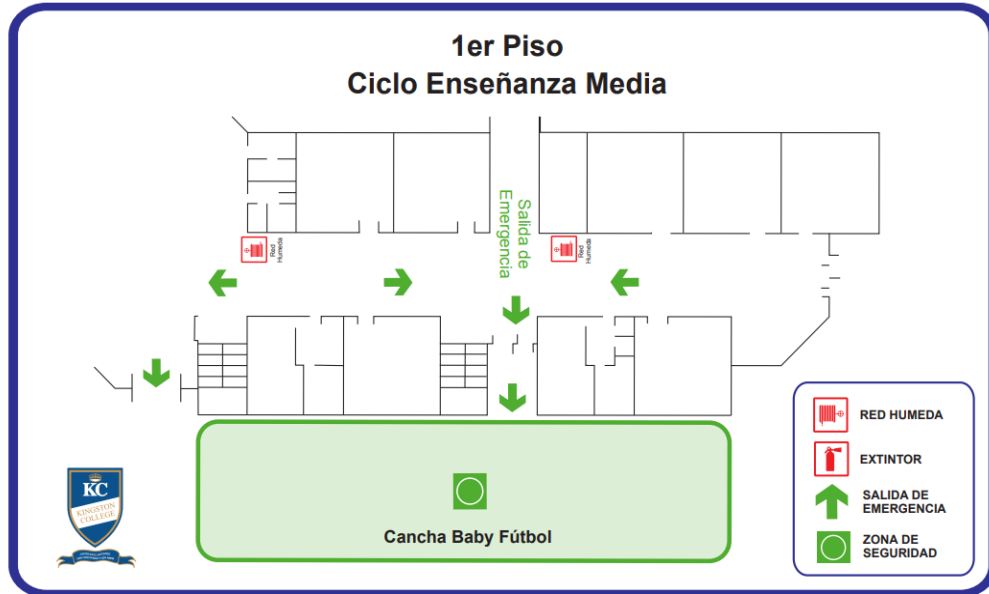 1er Piso
Ciclo Enseñanza Media
Salida de
Emergencia
Red
Humeda
Red
Humeda
Cancha Baby Fútbol
KC
KINGSTON
COLLEGE
RED HUMEDA
EXTINTOR
SALIDA DE
EMERGENCIA
ZONA DE
SEGURIDAD